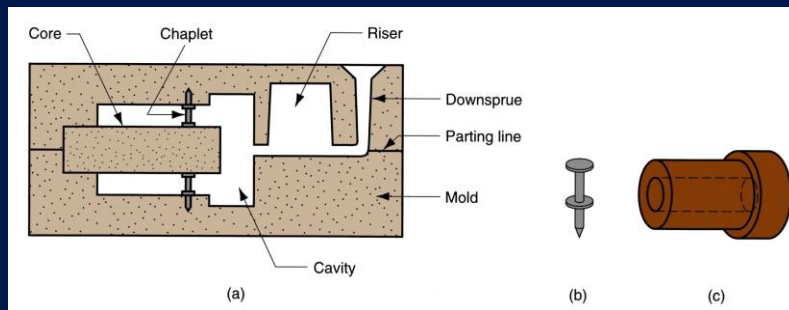 Core
Chaplet
Riser
Downsprue
Parting line
Mold
Cavity
(a)
(b)
(c)